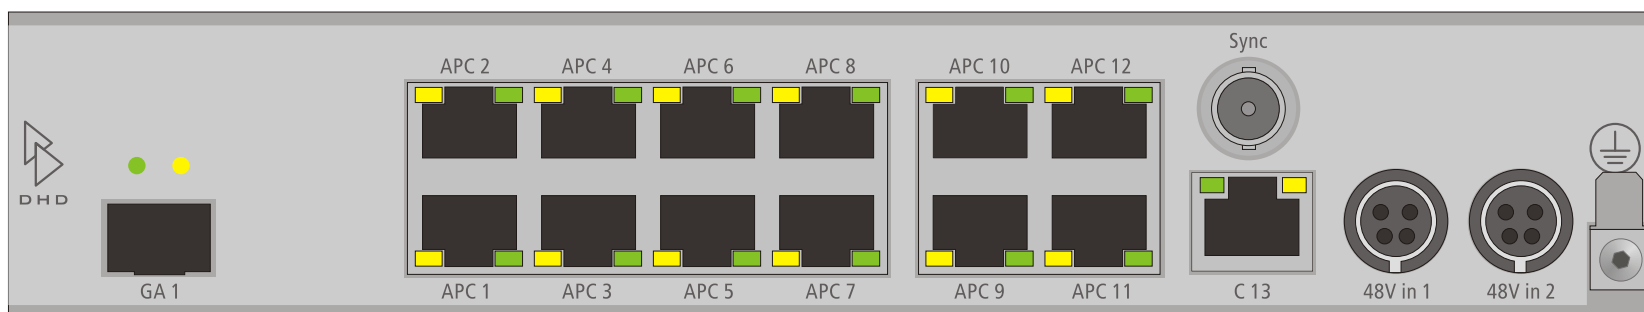 Sync
APC 2 APC 4 APC 6 APC 8 APC 10 APC 12
DHD
GA 1 APC 1 APC 3 APC 5 APC 7 APC 9 APC 11 C 13 48V in 1 48V in 2